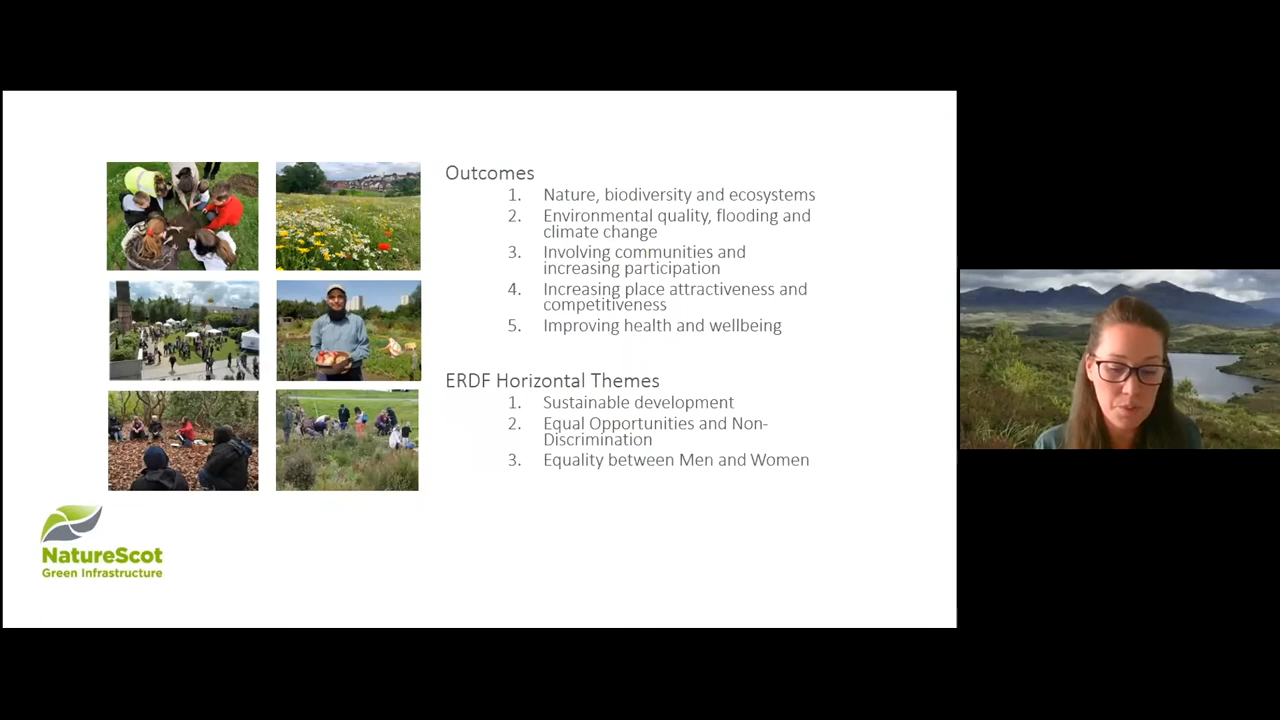 Outcomes
1. Nature, biodiversity and ecosystems
2. Environmental quality, flooding and
climate change
3. Involving communities and
increasing participation
4. Increasing place attractiveness and
competitiveness
5. Improving health and wellbeing
ERDF Horizontal Themes
1. Sustainable development
2. Equal Opportunities and Non-
Discrimination
3. Equality between Men and Women
NatureScot
Green Infrastructure